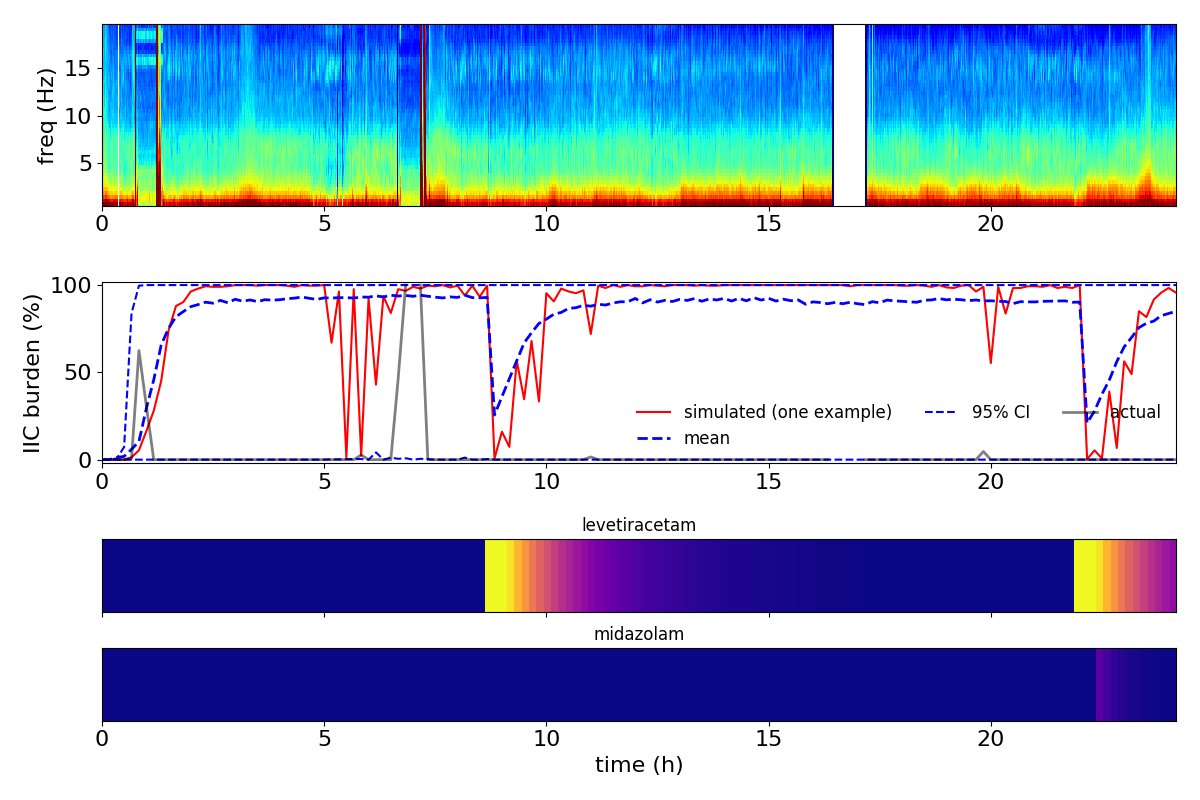 freq (Hz)
15
10
5
0 5 10 15 20
IIC burden (%)
100
50
0
simulated (one example)
mean
95% CI
actual
0 5 10 15 20
levetiracetam
midazolam
0 5 10 15 20
time (h)